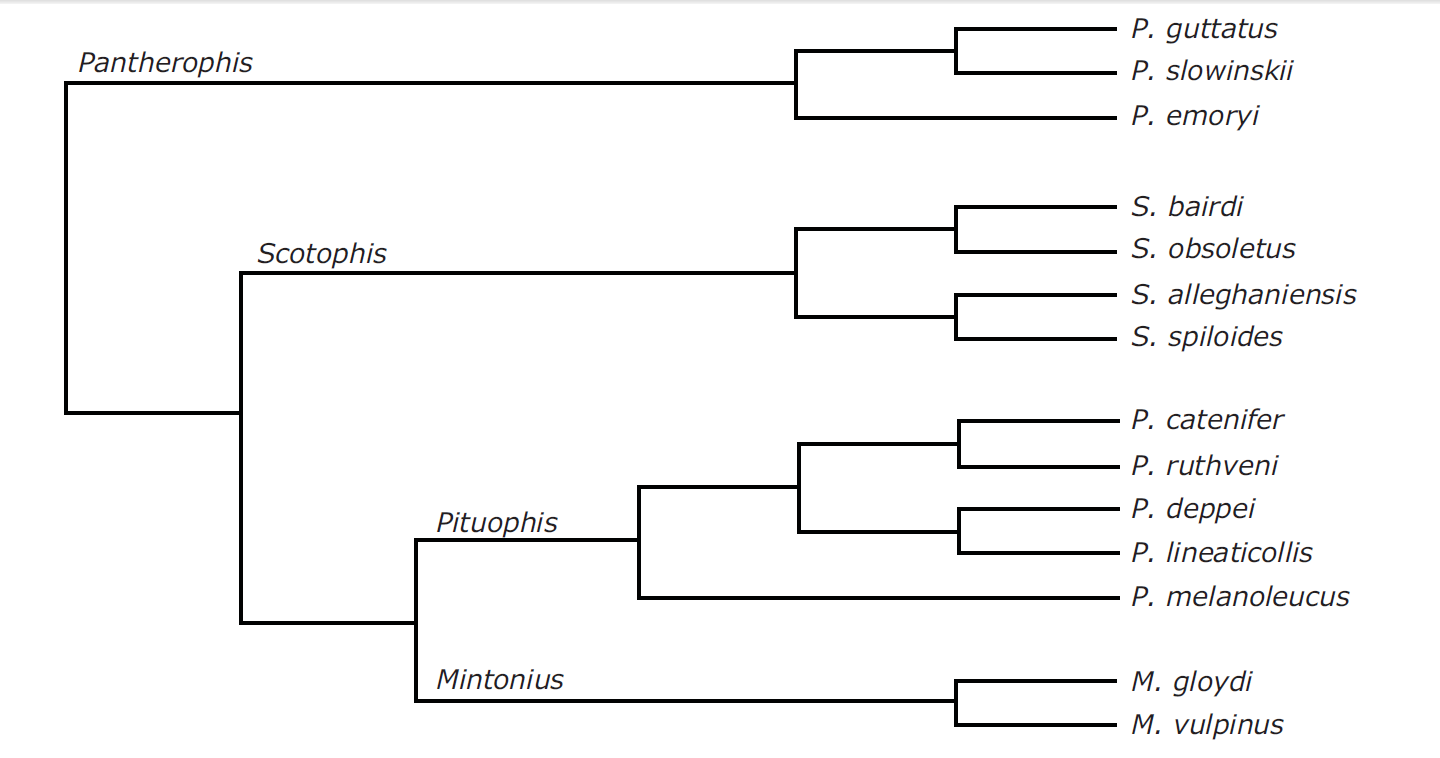 Pantherophis
P. guttatus
P. slowinskii
P. emoryi
Scotophis
S. bairdi
S. obsoletus
S. alleghaniensis
S. spiloides
Pituophis
P. catenifer
P. ruthveni
P. deppei
P. lineaticollis
P. melanoleucus
Mintonius
M. gloydi
M. vulpinus